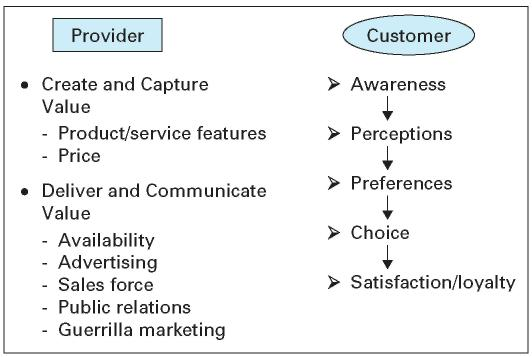 Provider
● Create and Capture
Value
- Product/service features
- Price
● Deliver and Communicate
Value
- Availability
- Advertising
- Sales force
- Public relations
- Guerrilla marketing
Customer
➢ Awareness
➢ Perceptions
➢ Preferences
➢ Choice
➢ Satisfaction/loyalty